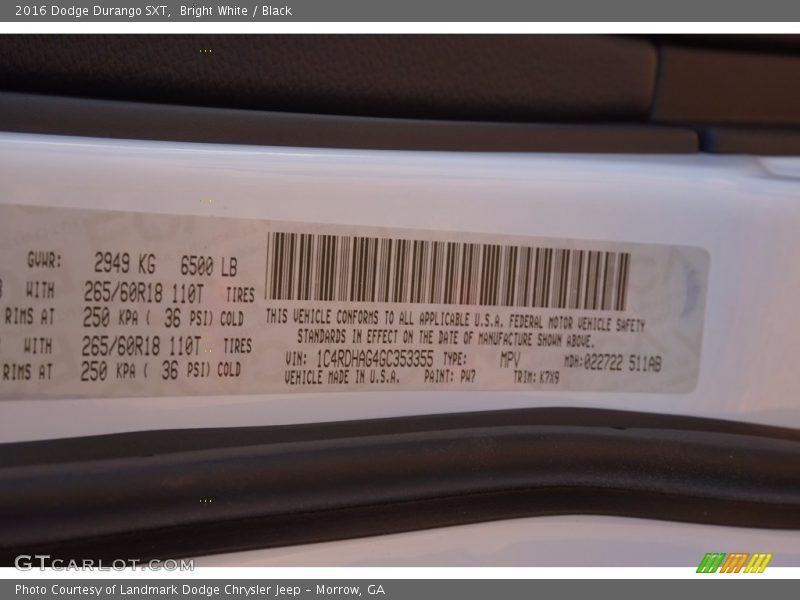 2016 Dodge Durango SXT,  Bright White / Black
GVWR: 2949 KG 6500 LB
WITH 265/60R18 110T TIRES
RIMS AT 250 KPA ( 36 PSI) COLD
WITH 265/60R18 110T TIRES
RIMS AT 250 KPA ( 36 PSI) COLD
THIS VEHICLE CONFORMS TO ALL APPLICABLE U.S.A. FEDERAL MOTOR VEHICLE SAFETY
STANDARDS IN EFFECT ON THE DATE OF MANUFACTURE SHOWN ABOVE.
VIN: 1C4RDHAG4GC353355 TYPE: MPV MDH:022722 511AB
VEHICLE MADE IN U.S.A. PAINT: PW7 TRIM: K7X9
GTCARLOT.COM
Photo Courtesy of Landmark Dodge Chrysler Jeep – Morrow, GA